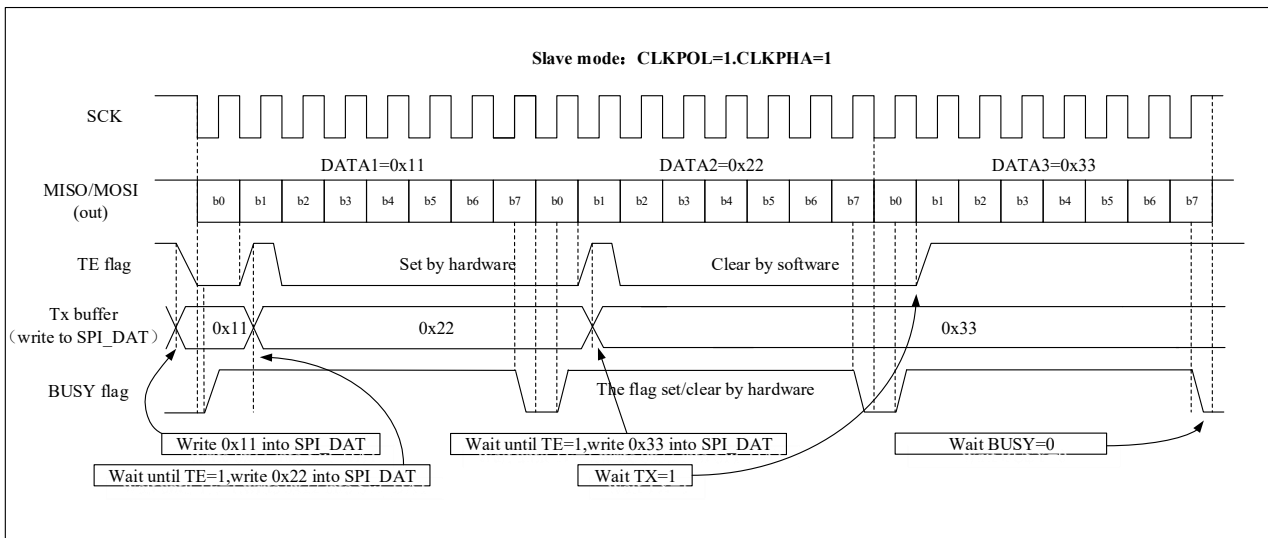 Slave mode：CLKPOL=1.CLKPHA=1
SCK
DATA1=0x11 DATA2=0x22 DATA3=0x33
MISO/MOSI
(out)
b0 b1 b2 b3 b4 b5 b6 b7 b0 b1 b2 b3 b4 b5 b6 b7 b0 b1 b2 b3 b4 b5 b6 b7
TE flag Set by hardware Clear by software
Tx buffer
（write to SPI_DAT） 0x11 0x22 0x33
BUSY flag The flag set/clear by hardware
Write 0x11 into SPI_DAT Wait until TE=1,write 0x33 into SPI_DAT Wait BUSY=0
Wait until TE=1,write 0x22 into SPI_DAT Wait TX=1